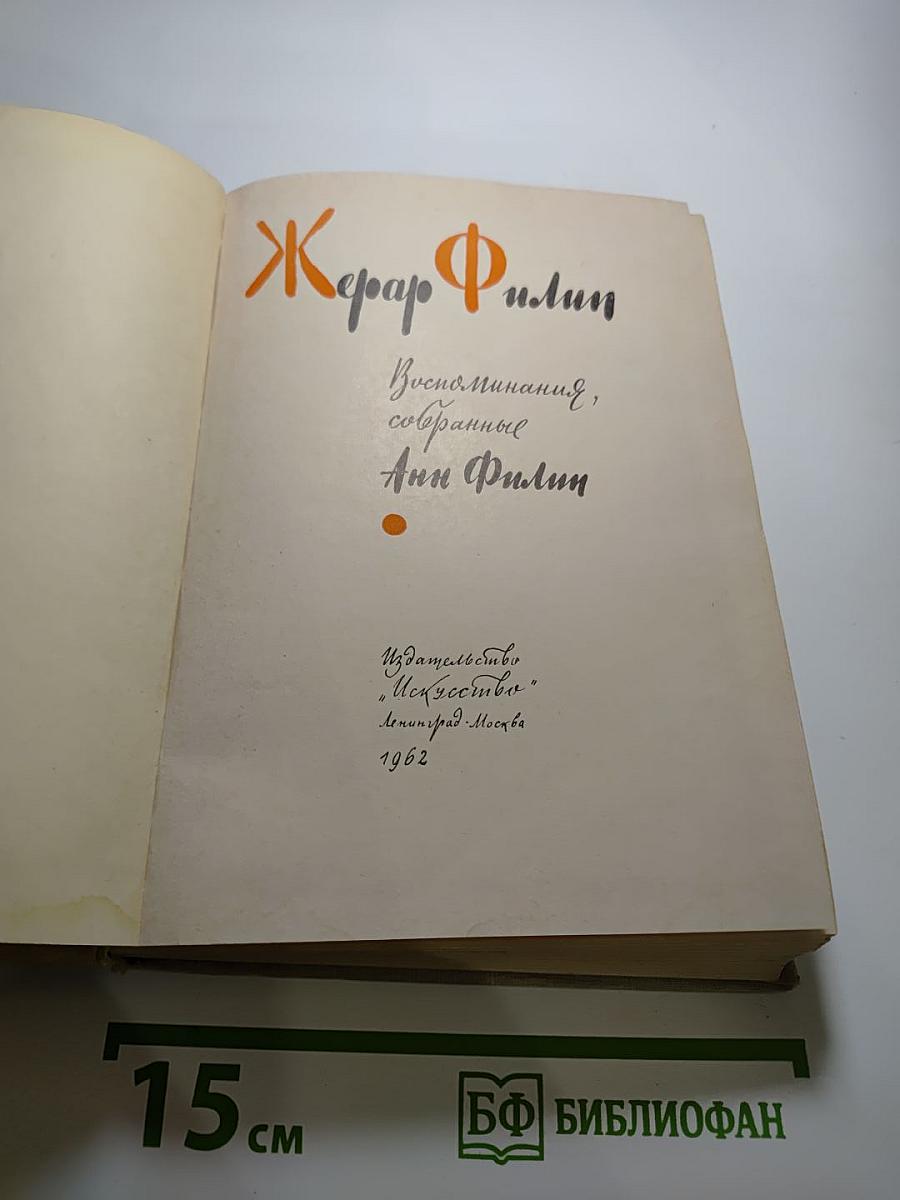 Жерар Филип
Воспоминания,
собранные
Анн Филип
Издательство
„Искусство"
Ленинград-Москва
1962
15 см
БФ БИБЛИОФАН